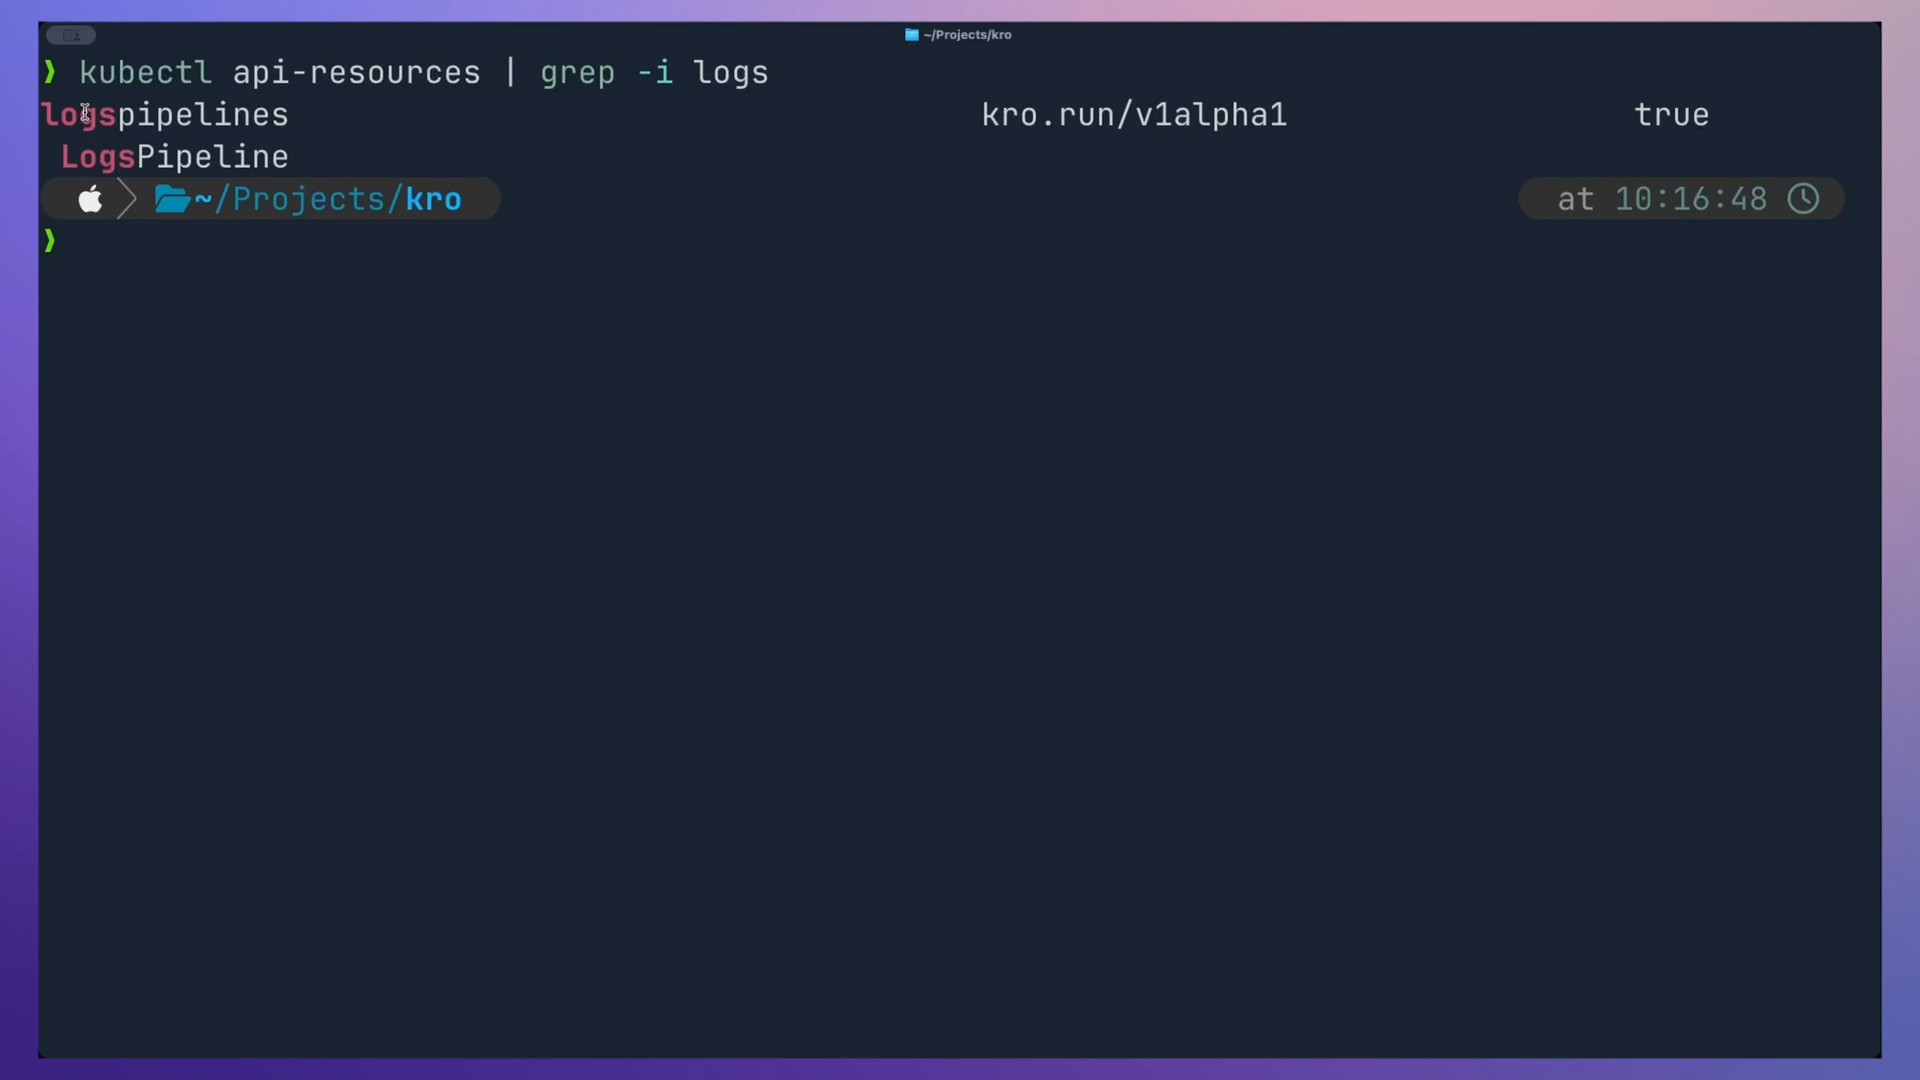 ~/Projects/kro
❯ kubectl api-resources | grep -i logs
logspipelines kro.run/v1alpha1 true
LogsPipeline
~/Projects/kro at 10:16:48
❯